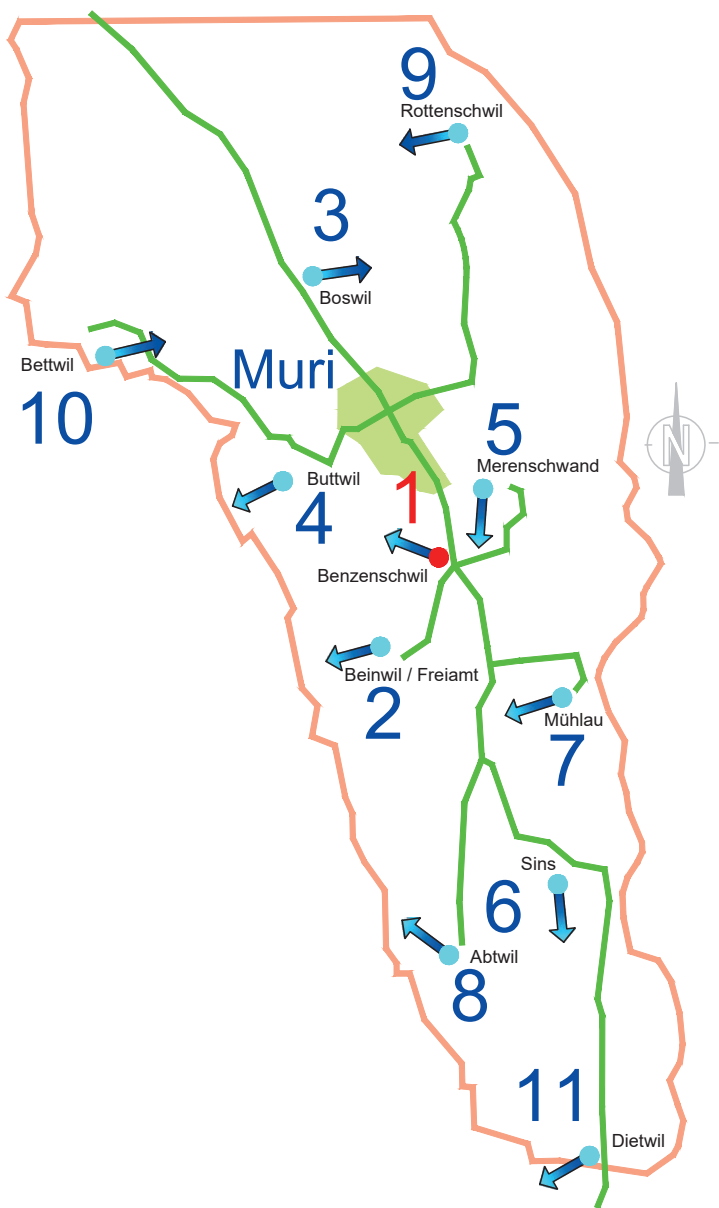 9
Rottenschwil
3
Boswil
Bettwil
10
Muri
5
Merenschwand
N
Buttwil
4
1
Benzenschwil
Beinwil / Freiamt
2
Mühlau
7
Sins
6
Abtwil
8
11
Dietwil